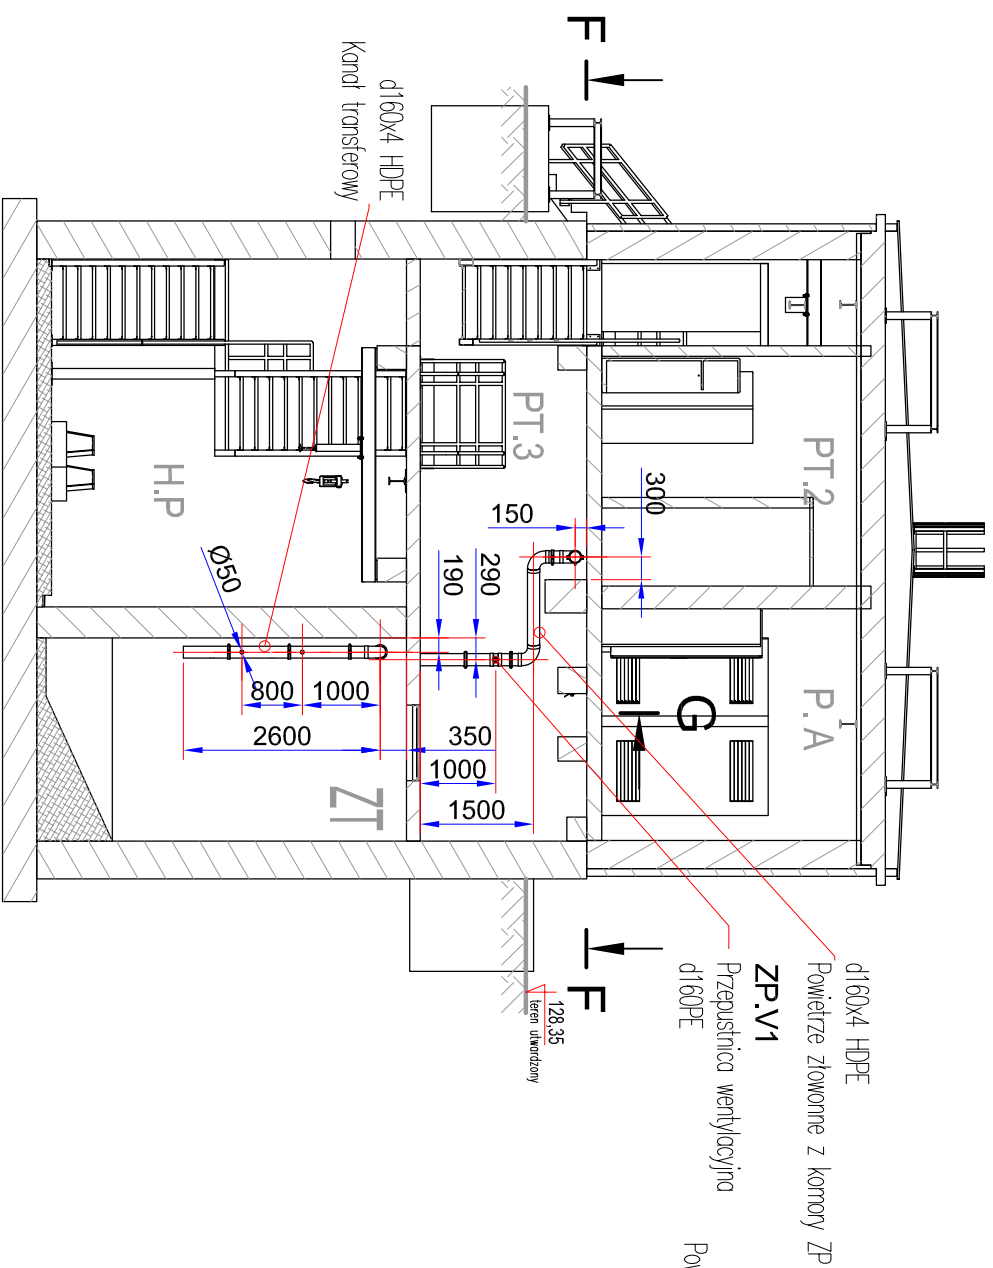 F
d160x4 HDPE
Kanał transferowy
PT.2
PT.3
H.P
P.A
ZT
G
300
150
290
190
Ø50
800
1000
2600
350
1000
1500
F
128,35
teren utwardzony
d160x4 HDPE
Powietrze złowonne z komory ZP
ZP.V1
Przepustnica wentylacyjna
d160PE